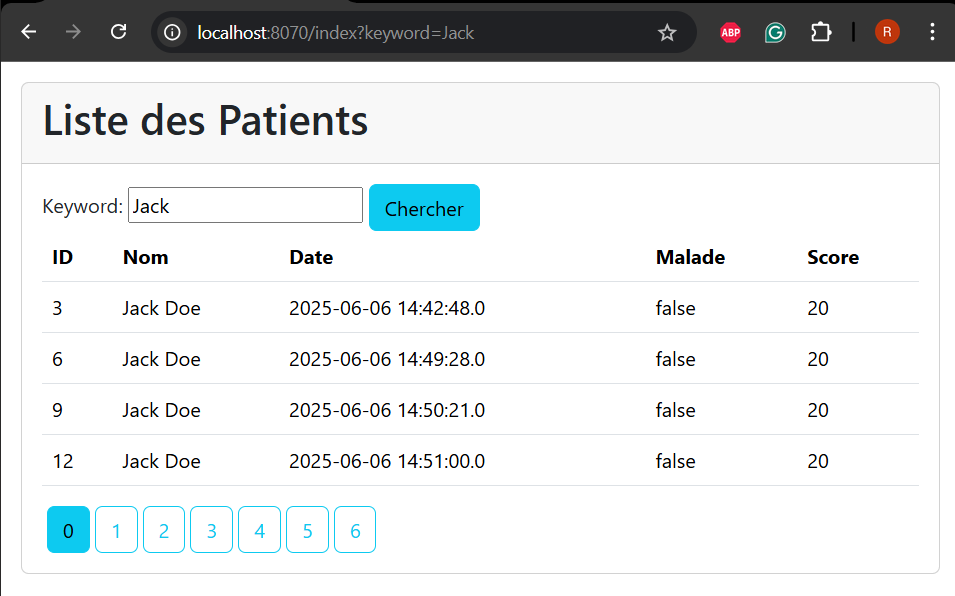 localhost:8070/index?keyword=Jack ABP G R
Liste des Patients
Keyword: Jack Chercher
ID Nom Date Malade Score
3 Jack Doe 2025-06-06 14:42:48.0 false 20
6 Jack Doe 2025-06-06 14:49:28.0 false 20
9 Jack Doe 2025-06-06 14:50:21.0 false 20
12 Jack Doe 2025-06-06 14:51:00.0 false 20
0 1 2 3 4 5 6